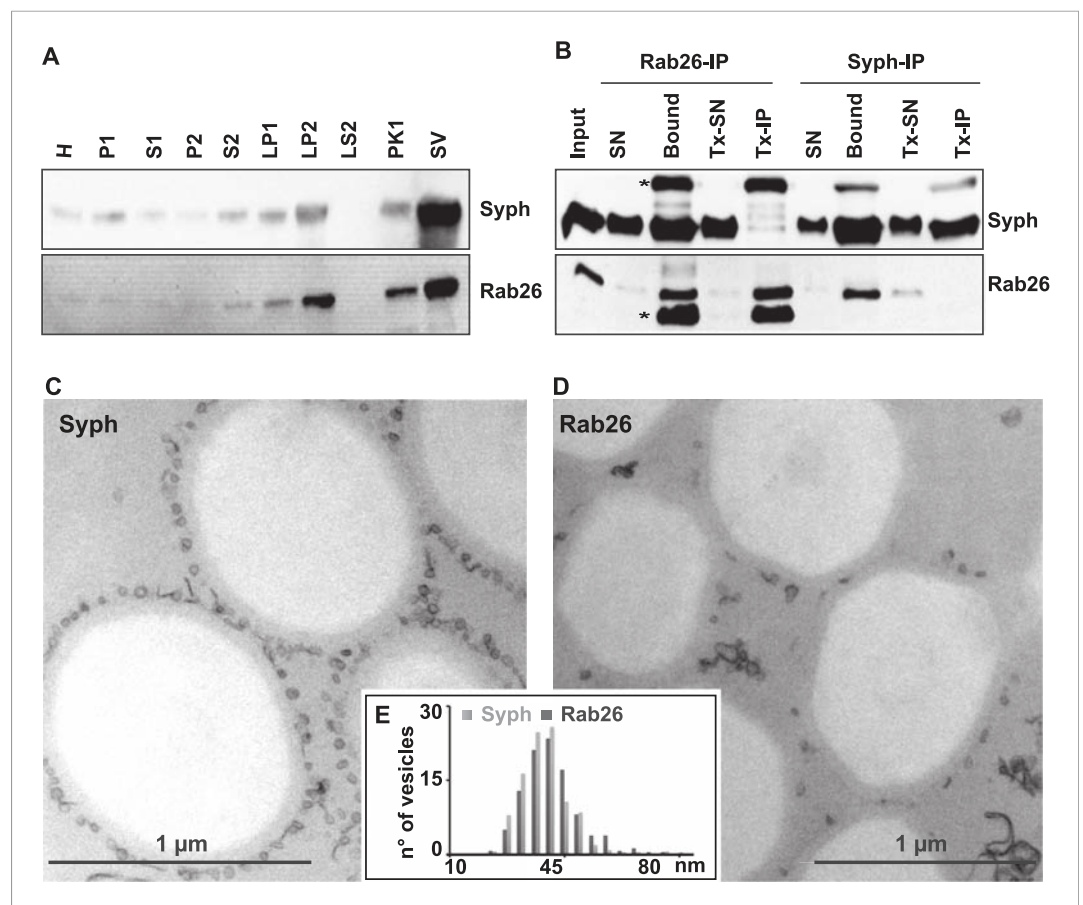 A
H P1 S1 P2 S2 LP1 LP2 LS2 PK1 SV
Syph
Rab26
B
Rab26-IP Syph-IP
Input SN Bound Tx-SN Tx-IP SN Bound Tx-SN Tx-IP
*
Syph
Rab26
*
C
Syph
1 µm
D
Rab26
1 µm
E
Syph Rab26
n° of vesicles
30
15
0
10 45 80 nm